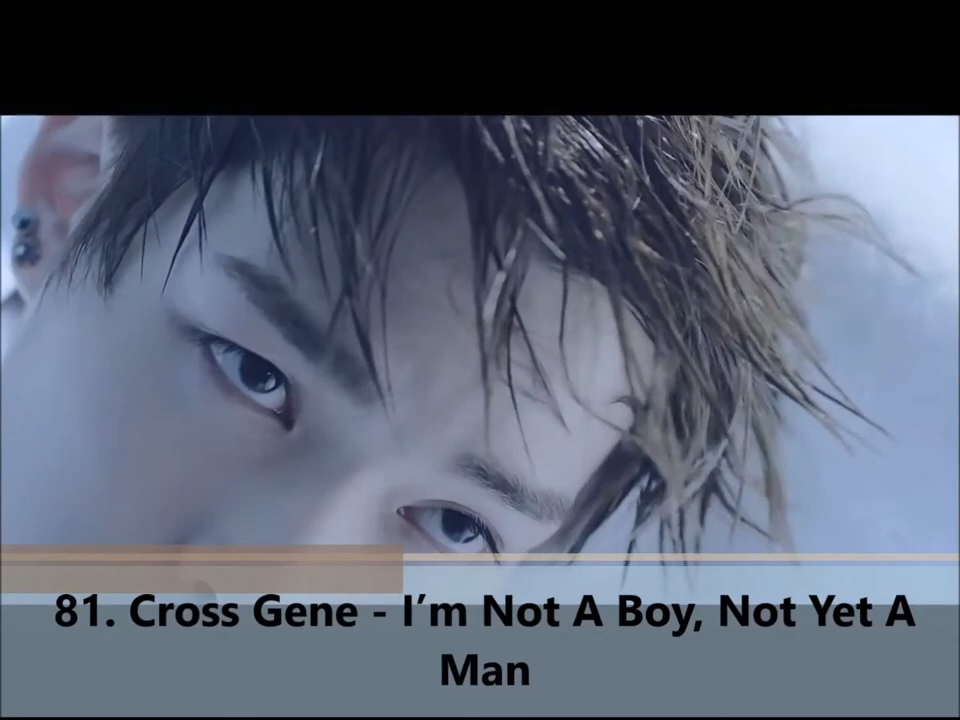 81. Cross Gene - I’m Not A Boy, Not Yet A
Man